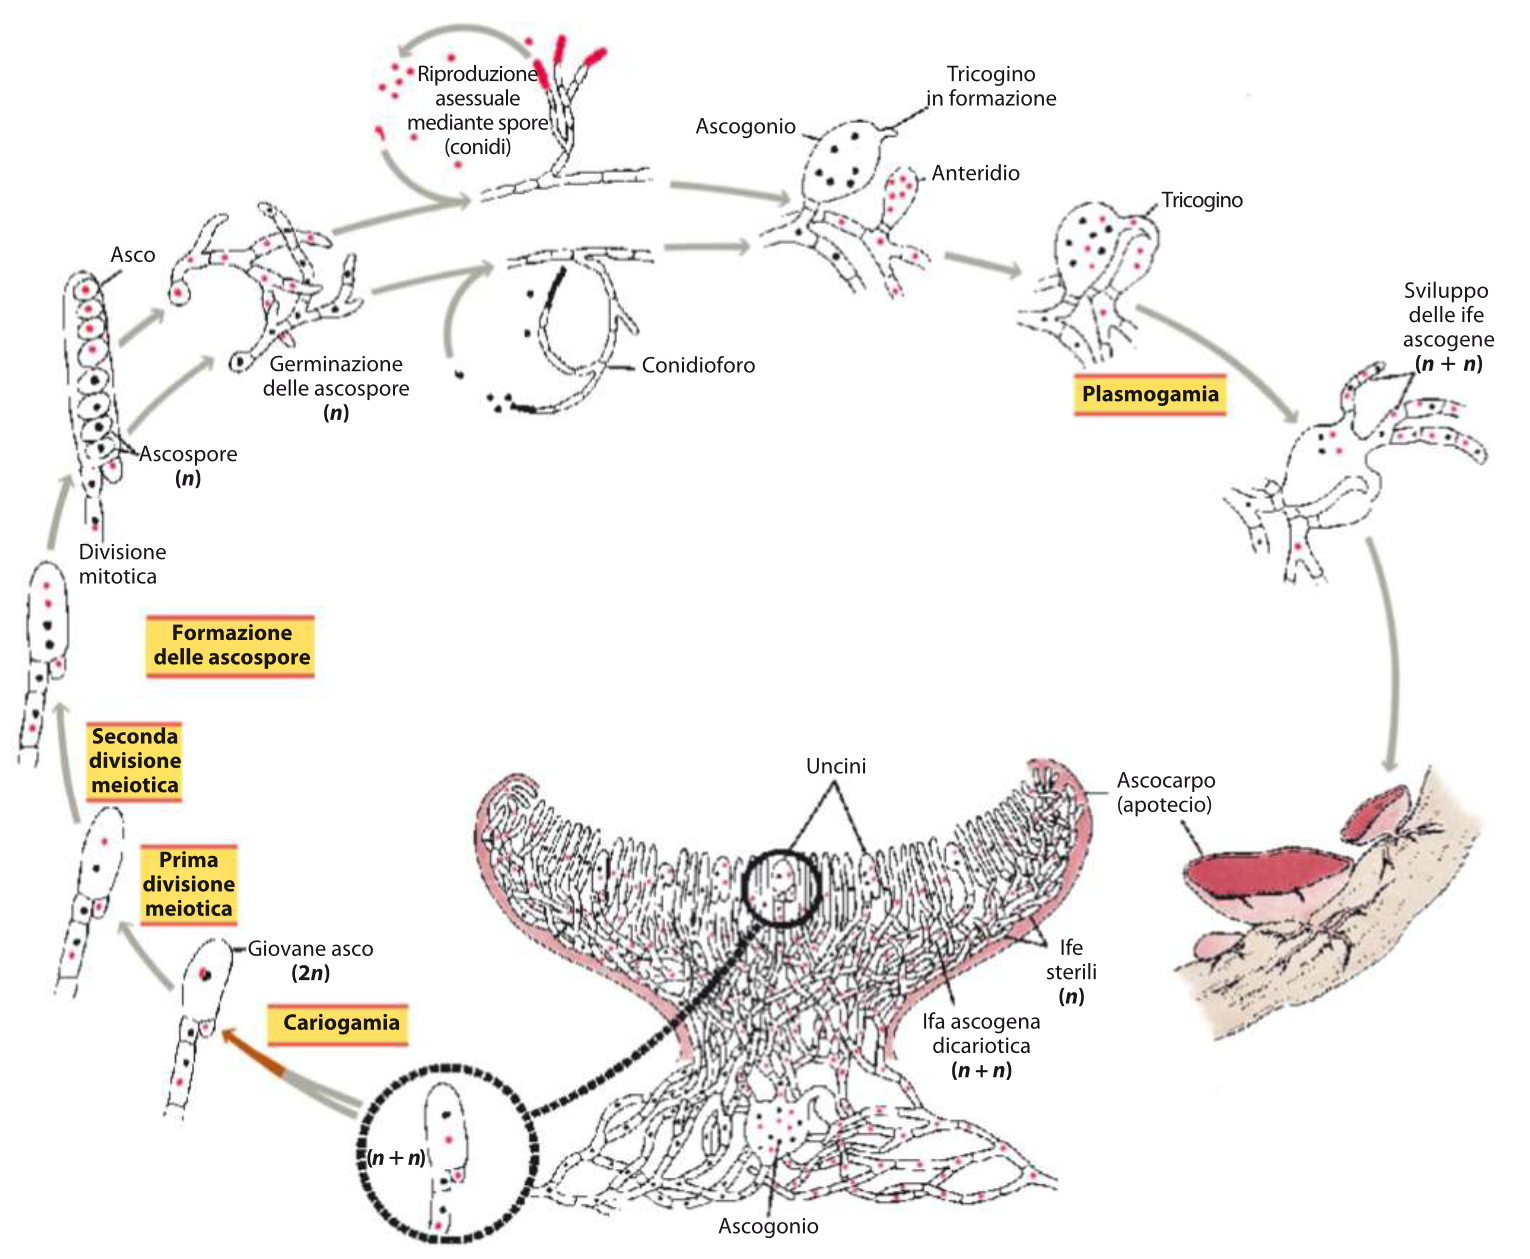 Riproduzione
asessuale
mediante spore
(conidi)
Tricogino
in formazione
Ascogonio
Anteridio
Tricogino
Asco
Sviluppo
delle ife
ascogene
(n + n)
Germinazione
delle ascospore
(n)
Conidioforo
Plasmogamia
Ascospore
(n)
Divisione
mitotica
Formazione
delle ascospore
Seconda
divisione
meiotica
Prima
divisione
meiotica
Giovane asco
(2n)
Cariogamia
(n + n)
Uncini
Ascocarpo
(apotecio)
Ife
sterili
(n)
Ifa ascogena
dicariotica
(n + n)
Ascogonio